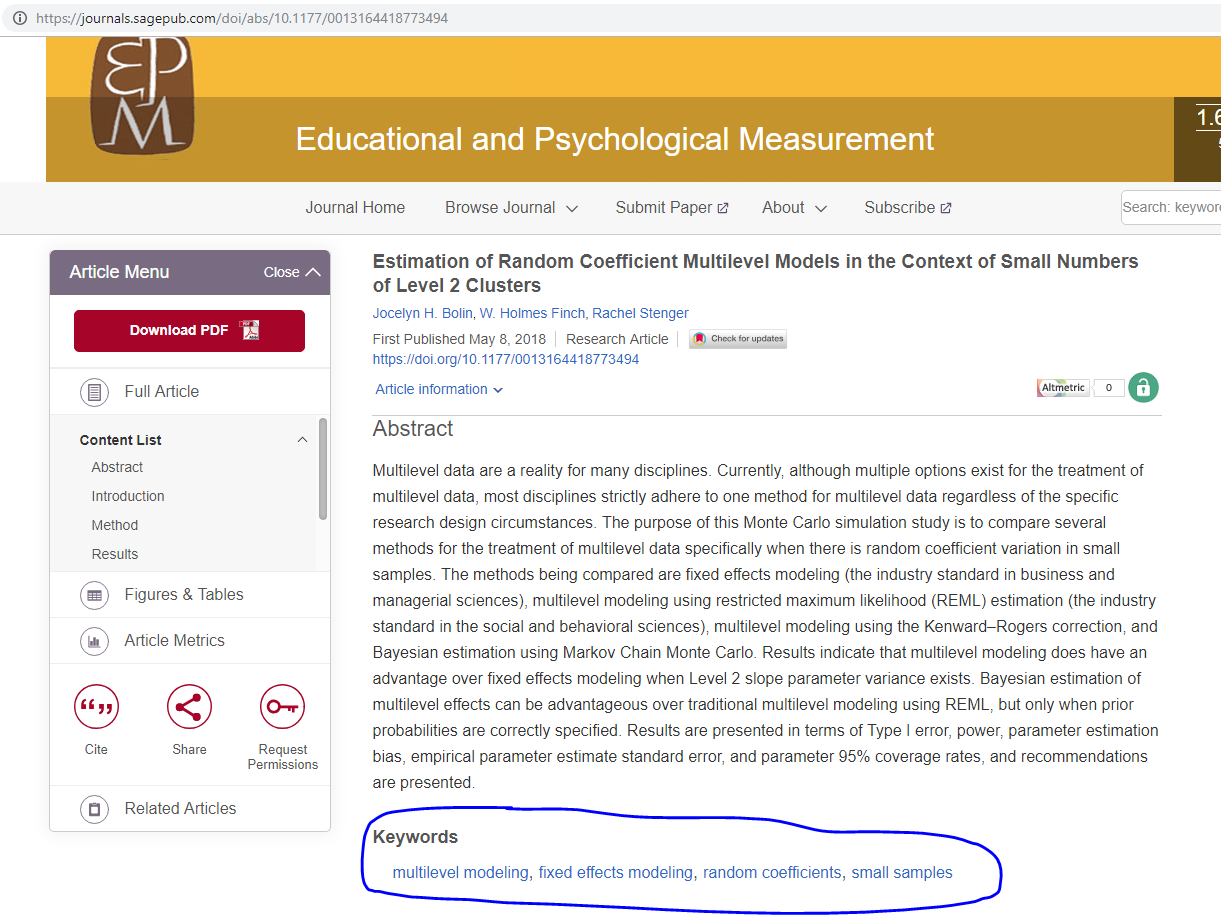 https://journals.sagepub.com/doi/abs/10.1177/0013164418773494
EPM
Educational and Psychological Measurement
Journal Home Browse Journal Submit Paper About Subscribe
Article Menu Close
Download PDF
Full Article
Content List
Abstract
Introduction
Method
Results
Figures & Tables
Article Metrics
Cite Share Request
Permissions
Related Articles
Estimation of Random Coefficient Multilevel Models in the Context of Small Numbers
of Level 2 Clusters
Jocelyn H. Bolin, W. Holmes Finch, Rachel Stenger
First Published May 8, 2018 Research Article Check for updates
https://doi.org/10.1177/0013164418773494
Article information Altmetric 0
Abstract
Multilevel data are a reality for many disciplines. Currently, although multiple options exist for the treatment of
multilevel data, most disciplines strictly adhere to one method for multilevel data regardless of the specific
research design circumstances. The purpose of this Monte Carlo simulation study is to compare several
methods for the treatment of multilevel data specifically when there is random coefficient variation in small
samples. The methods being compared are fixed effects modeling (the industry standard in business and
managerial sciences), multilevel modeling using restricted maximum likelihood (REML) estimation (the industry
standard in the social and behavioral sciences), multilevel modeling using the Kenward–Rogers correction, and
Bayesian estimation using Markov Chain Monte Carlo. Results indicate that multilevel modeling does have an
advantage over fixed effects modeling when Level 2 slope parameter variance exists. Bayesian estimation of
multilevel effects can be advantageous over traditional multilevel modeling using REML, but only when prior
probabilities are correctly specified. Results are presented in terms of Type I error, power, parameter estimation
bias, empirical parameter estimate standard error, and parameter 95% coverage rates, and recommendations
are presented.
Keywords
multilevel modeling, fixed effects modeling, random coefficients, small samples
Search: